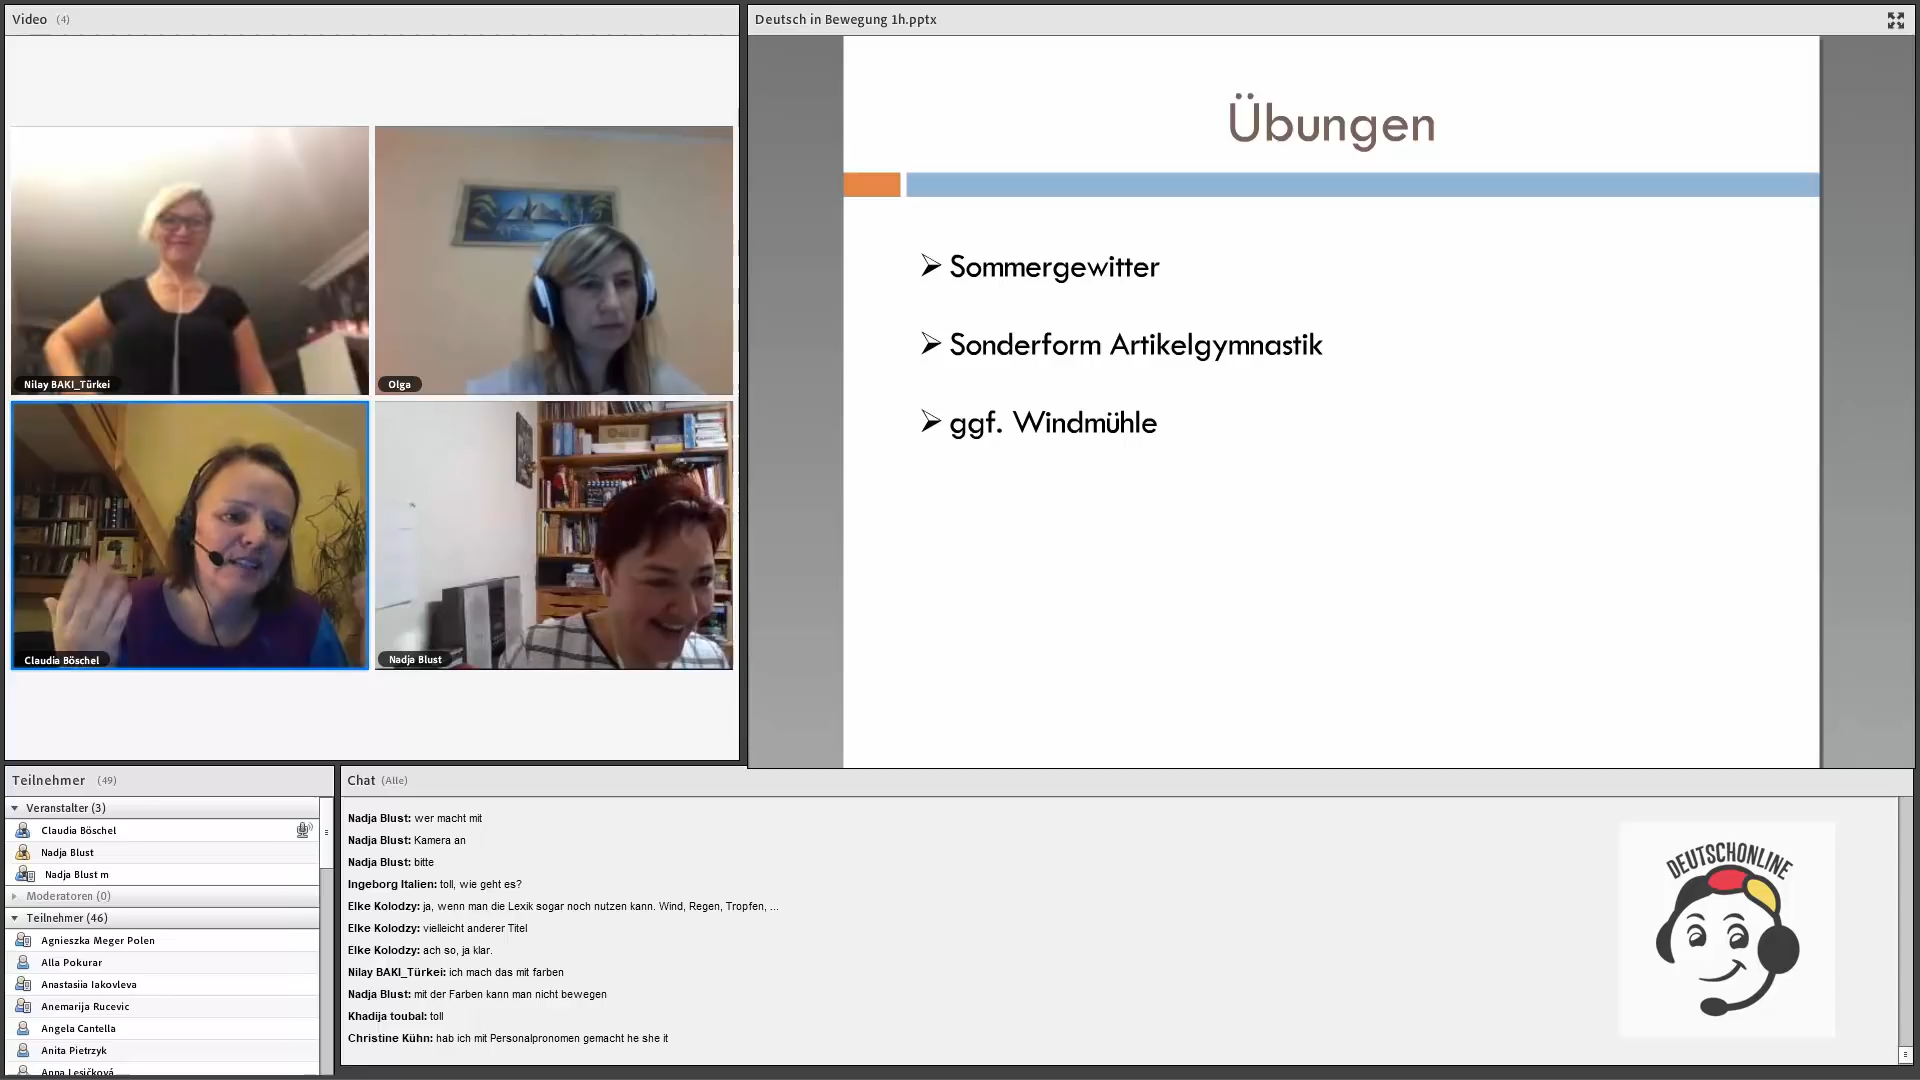 Video (4)
Nilay BAKI_Türkei
Olga
Claudia Böschel
Nadja Blust
Deutsch in Bewegung 1h.pptx
Übungen
Sommergewitter
Sonderform Artikelgymnastik
ggf. Windmühle
Teilnehmer (49)
Veranstalter (3)
Claudia Böschel
Nadja Blust
Nadja Blust m
Moderatoren (0)
Teilnehmer (46)
Agnieszka Meger Polen
Alla Pokurar
Anastasiia Iakovleva
Anemarija Rucevic
Angela Cantella
Anita Pietrzyk
Anna Lesičková
Chat (Alle)
Nadja Blust: wer macht mit
Nadja Blust: Kamera an
Nadja Blust: bitte
Ingeborg Italien: toll, wie geht es?
Elke Kolodzy: ja, wenn man die Lexik sogar noch nutzen kann. Wind, Regen, Tropfen, ...
Elke Kolodzy: vielleicht anderer Titel
Elke Kolodzy: ach so, ja klar.
Nilay BAKI_Türkei: ich mach das mit farben
Nadja Blust: mit der Farben kann man nicht bewegen
Khadija toubal: toll
Christine Kühn: hab ich mit Personalpronomen gemacht he she it
DEUTSCHONLINE